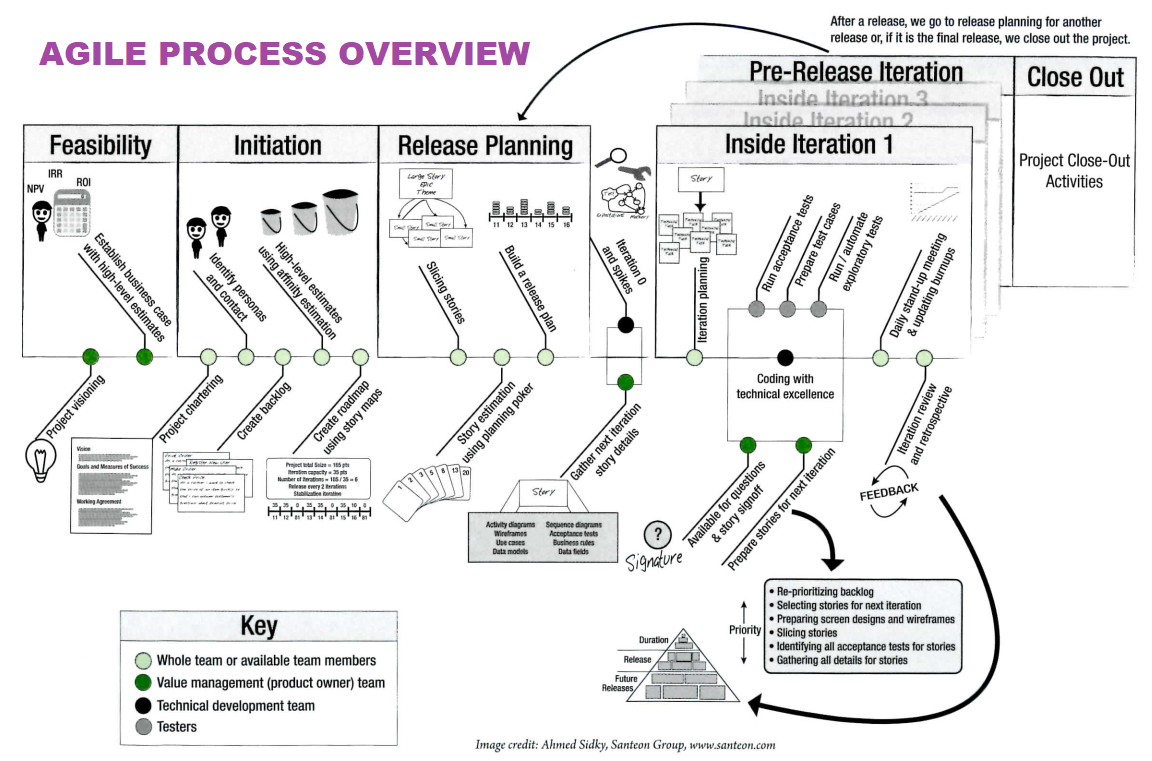 AGILE PROCESS OVERVIEW
After a release, we go to release planning for another
release or, if it is the final release, we close out the project.
Pre-Release Iteration
Close Out
Inside Iteration 3
Inside Iteration 2
Feasibility
Initiation
Release Planning
Inside Iteration 1
Project Close-Out
Activities
NPV
IRR
ROI
Establish business case
with high-level estimates
Project visioning
Vision
Goals and Measures of Success
Working Agreement
Identify personas
and contact
High-level estimates
using affinity estimation
Project chartering
Create backlog
Create roadmap
using story maps
Check Order
Project total Ssize = 185 pts
Iteration capacity = 35 pts
Number of iterations = 185 / 35 = 6
Release every 2 iterations
Stabilization iteration
11 12 01
Large Story
Epic
Theme
Small Story
Small Story
Small Story
11 12 13 14 15 16
Slicing stories
Build a release plan
Story estimation
using planning poker
1 2 3 5 8 13 20
Iteration 0
and spikes
Gather next iteration
story details
Story
Activity diagrams
Wireframes
Use cases
Data models
Sequence diagrams
Acceptance tests
Business rules
Data fields
Story
Iteration planning
Run acceptance tests
Prepare test cases
Run / automate
exploratory tests
Daily stand-up meeting
& updating burnups
Coding with
technical excellence
Available for questions
& story signoff
Prepare stories for next iteration
Iteration review
and retrospective
FEEDBACK
?
Signature
• Re-prioritizing backlog
• Selecting stories for next iteration
• Preparing screen designs and wireframes
• Slicing stories
• Identifying all acceptance tests for stories
• Gathering all details for stories
Priority
Duration
Release
Future
Releases
Key
Whole team or available team members
Value management (product owner) team
Technical development team
Testers
Image credit: Ahmed Sidky, Santeon Group, www.santeon.com